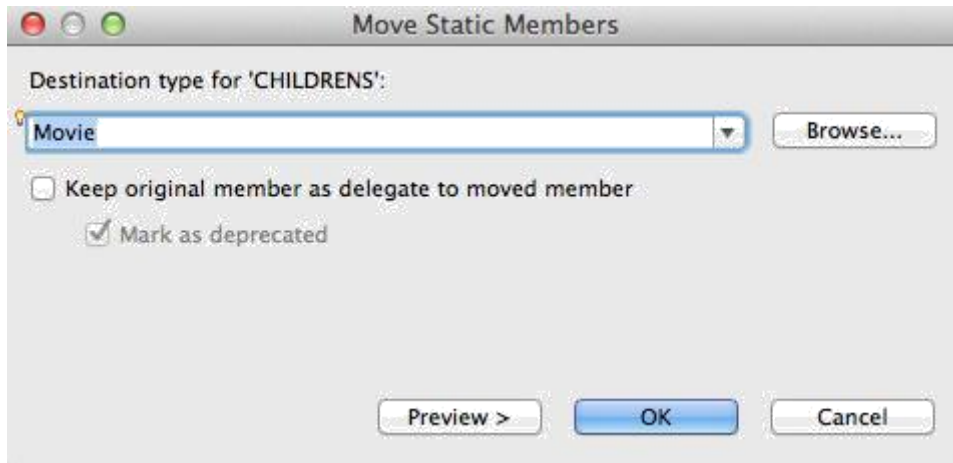 Move Static Members
Destination type for 'CHILDRENS':
Movie
Browse...
Keep original member as delegate to moved member
Mark as deprecated
Preview >
OK
Cancel